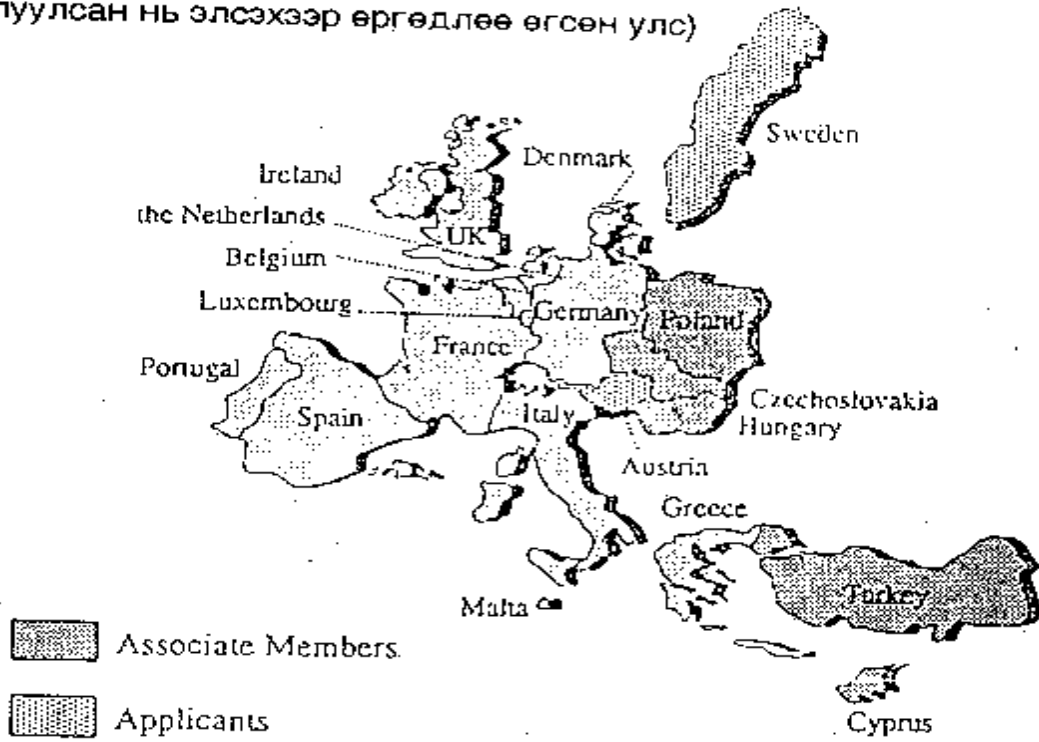 луулсан нь элсэхээр өргөдлөө өгсөн улс)
Sweden
Denmark
Ireland
the Netherlands
UK
Belgium
Luxembourg
Germany
Poland
France
Portugal
Spain
Italy
Czechoslovakia
Hungary
Austria
Greece
Malta
Turkey
Associate Members
Applicants
Cyprus